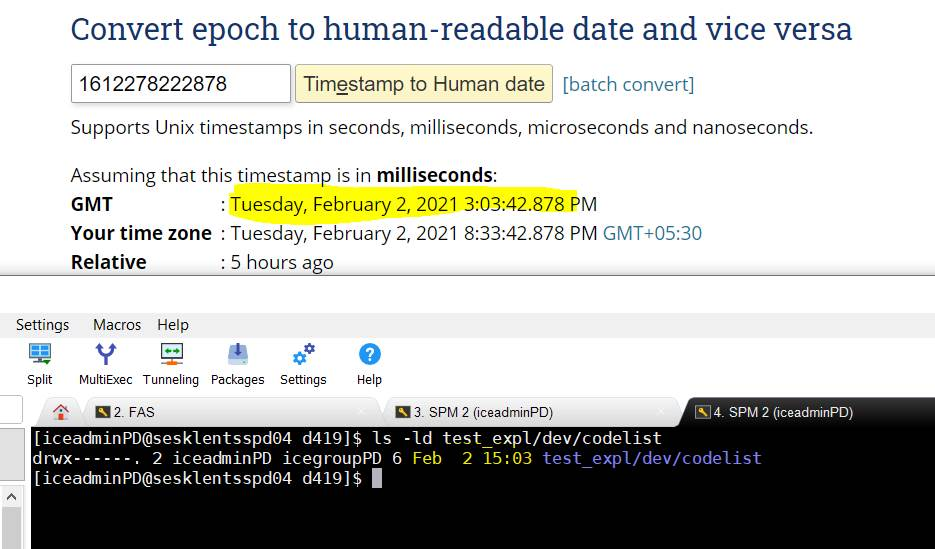 Convert epoch to human-readable date and vice versa
1612278222878 Timestamp to Human date [batch convert]
Supports Unix timestamps in seconds, milliseconds, microseconds and nanoseconds.
Assuming that this timestamp is in milliseconds:
GMT : Tuesday, February 2, 2021 3:03:42.878 PM
Your time zone : Tuesday, February 2, 2021 8:33:42.878 PM GMT+05:30
Relative : 5 hours ago
Settings Macros Help
Split MultiExec Tunneling Packages Settings Help
2. FAS 3. SPM 2 (iceadminPD) 4. SPM 2 (iceadminPD)
[iceadminPD@sesklentsspd04 d419]$ ls -ld test_expl/dev/codelist
drwx------. 2 iceadminPD icegroupPD 6 Feb  2 15:03 test_expl/dev/codelist
[iceadminPD@sesklentsspd04 d419]$